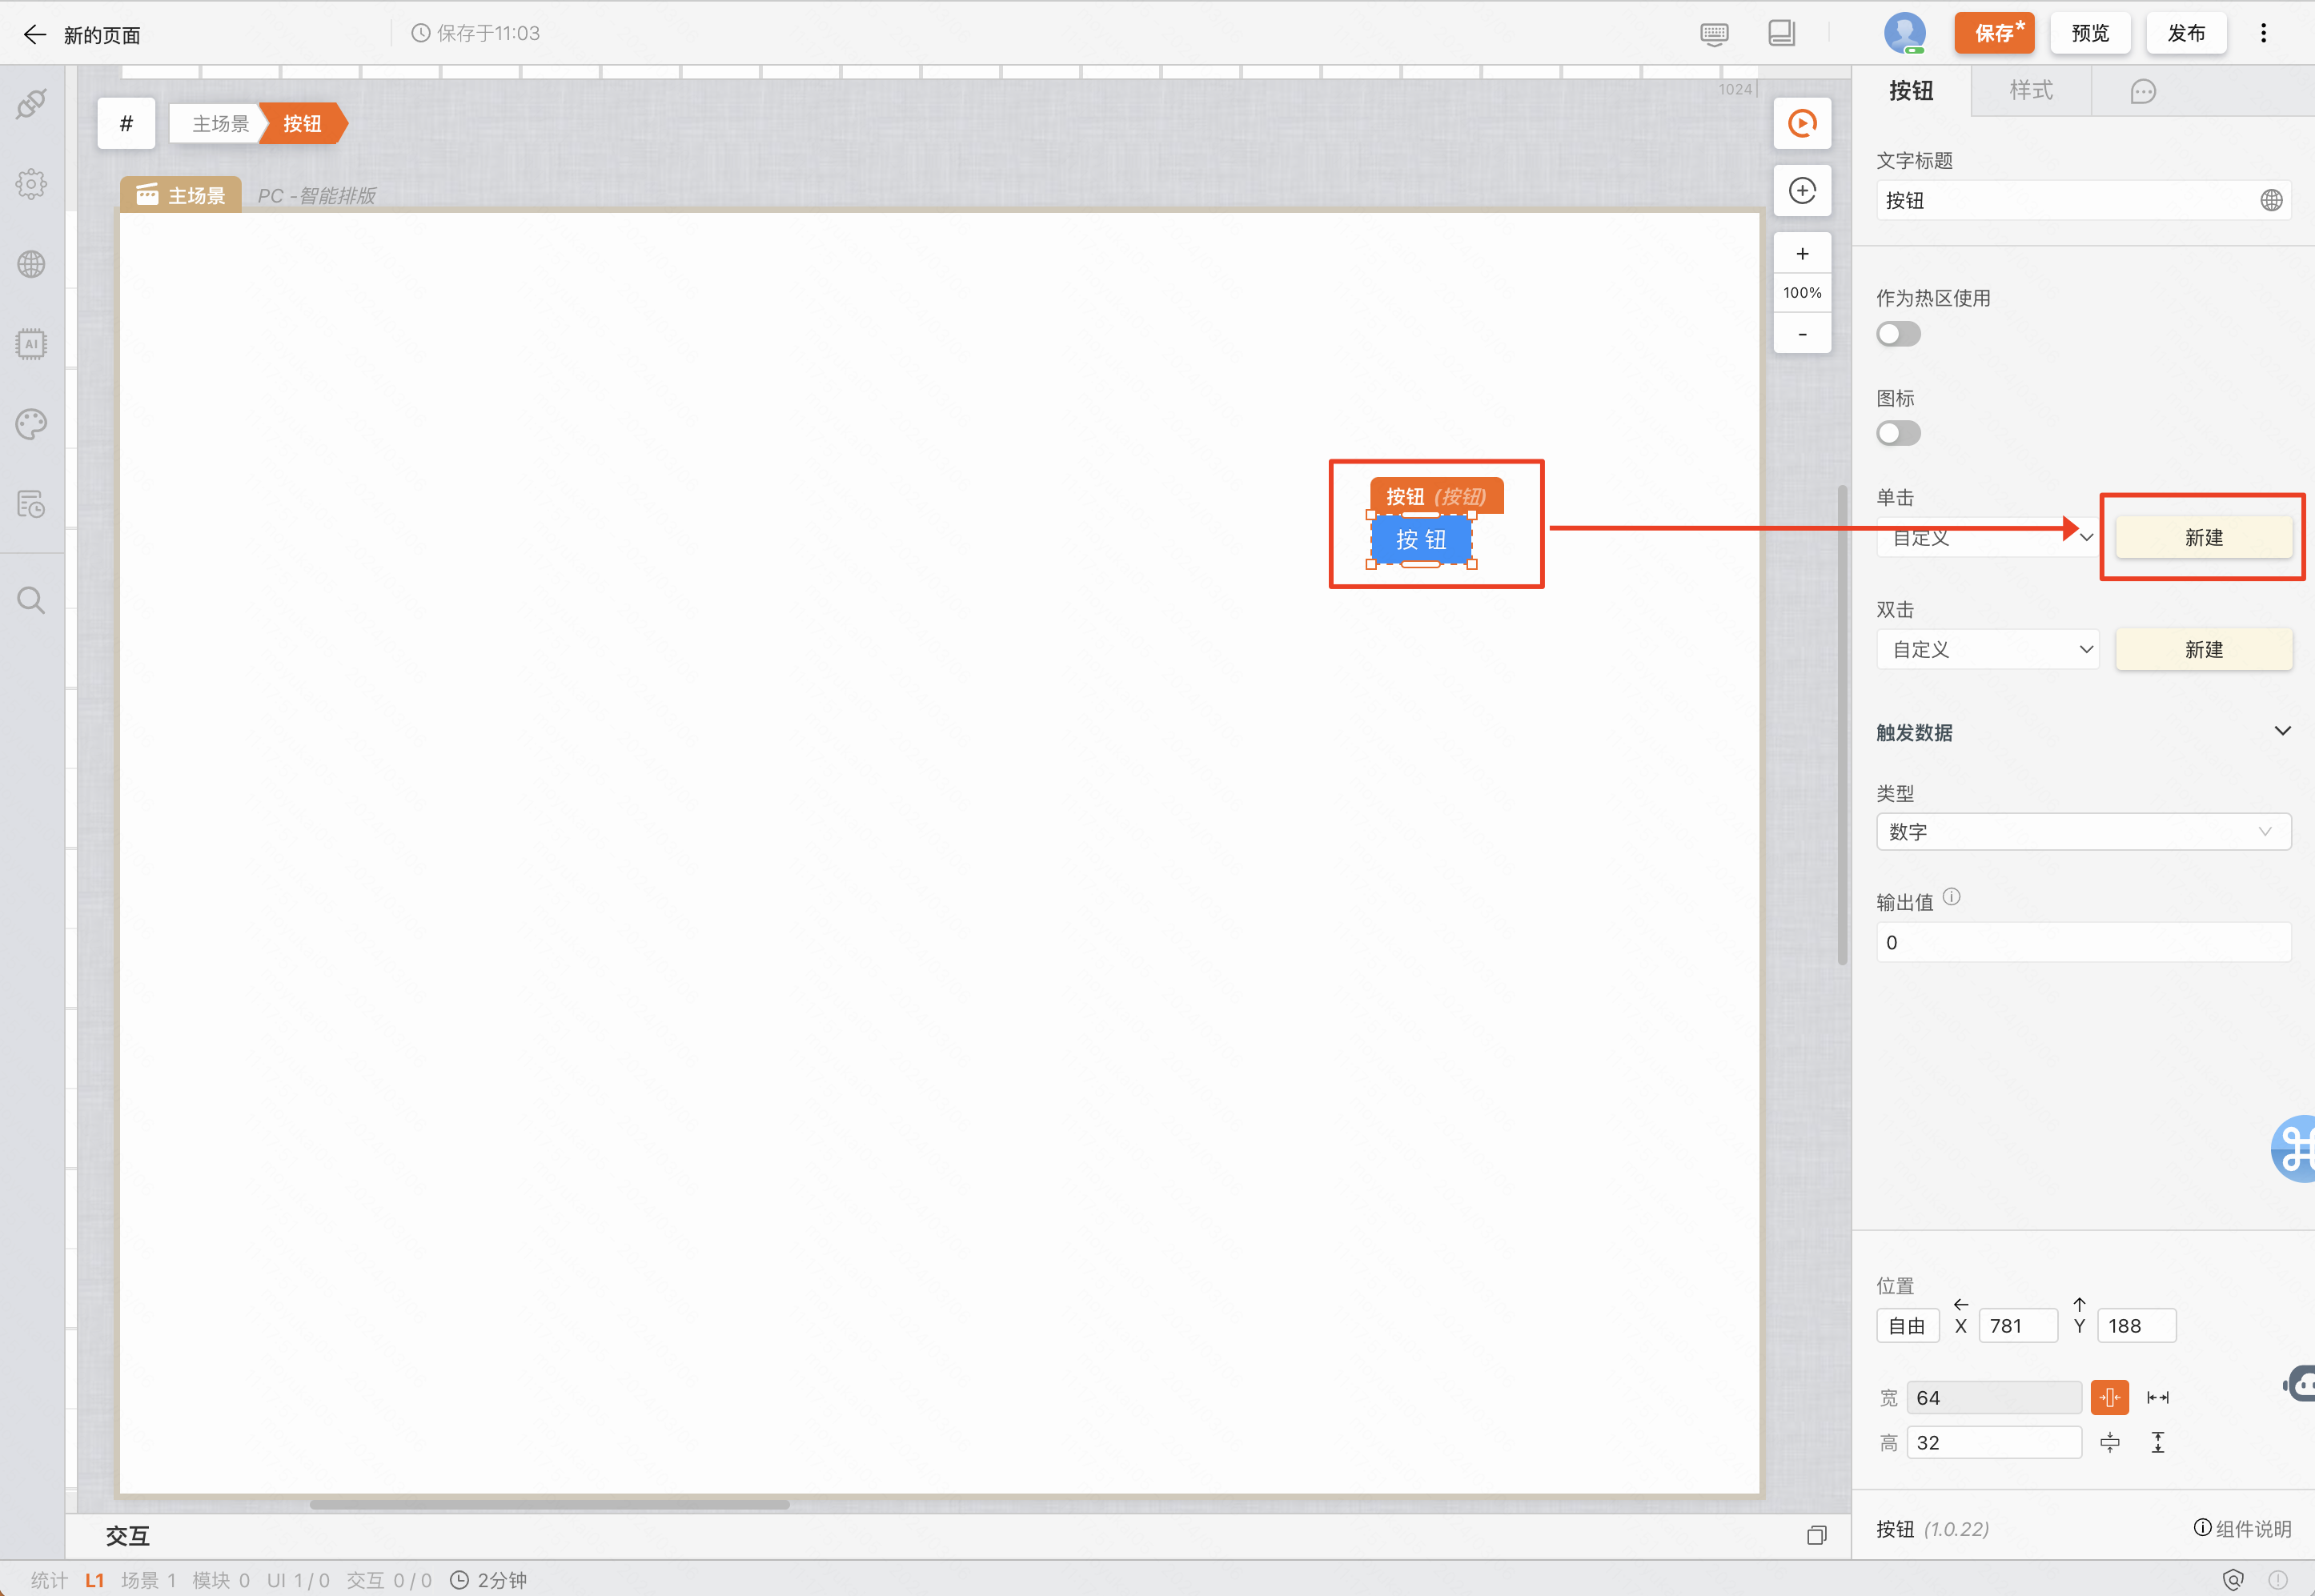 新的页面
保存于11:03
保存*
预览
发布
1024
#
主场景
按钮
主场景
PC -智能排版
+
100%
-
按钮 (按钮)
按 钮
AI
按钮
样式
文字标题
按钮
作为热区使用
图标
单击
自定义
新建
双击
自定义
新建
触发数据
类型
数字
输出值
0
位置
自由
X
781
Y
188
宽
64
高
32
按钮 (1.0.22)
组件说明
交互
统计 L1 场景 1 模块 0 UI 1 / 0 交互 0 / 0 2分钟